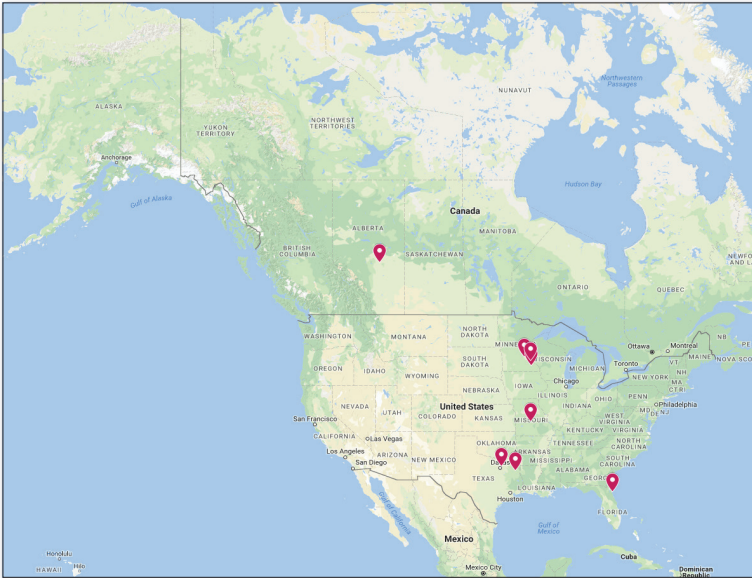 Northwestern
Passages
NUNAVUT
ALASKA
YUKON
TERRITORY
NORTHWEST
TERRITORIES
Anchorage
Gulf of Alaska
Hudson Bay
Canada
ALBERTA
MANITOBA
BRITISH
COLUMBIA
SASKATCHEWAN
ONTARIO
QUEBEC
NEWFO
AND L
WASHINGTON
MONTANA
NORTH
DAKOTA
MINNE
WISCONSIN
Ottawa
Montreal
NB
PE
MAINE
NOVA SCO
OREGON
IDAHO
WYOMING
SOUTH
DAKOTA
MICHIGAN
Toronto
VT
NH
NEW YORK
MA
CT
RI
NEBRASKA
IOWA
Chicago
ILLINOIS
INDIANA
OHIO
PENN
Philadelphia
MD
DE
NJ
NEVADA
UTAH
COLORADO
United States
KANSAS
MISSOURI
WEST
VIRGINIA
KENTUCKY
VIRGINIA
San Francisco
CALIFORNIA
Las Vegas
Los Angeles
San Diego
ARIZONA
NEW MEXICO
OKLAHOMA
ARKANSAS
TENNESSEE
NORTH
CAROLINA
SOUTH
CAROLINA
MISSISSIPPI
ALABAMA
GEORG
Dallas
TEXAS
LOUISIANA
Houston
FLORIDA
Gulf of California
Gulf of
Mexico
Mexico
Mexico City
Cuba
Dominican
Republic
Honolulu
HAWAII
Hilo